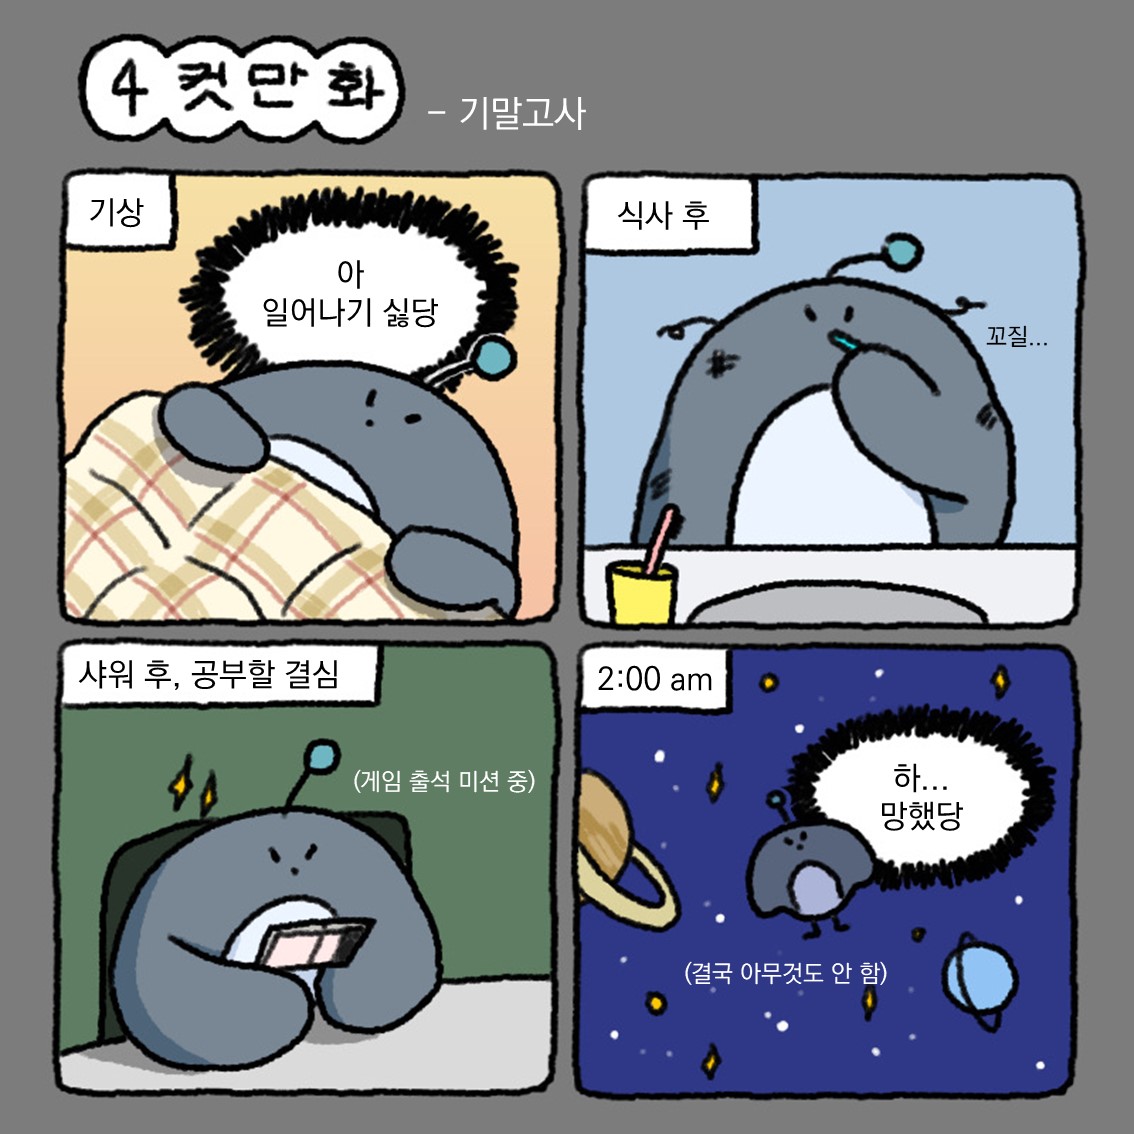 4컷만화
- 기말고사
기상
아
일어나기 싫당
식사 후
꼬질...
샤워 후, 공부할 결심
(게임 출석 미션 중)
2:00 am
하...
망했당
(결국 아무것도 안 함)